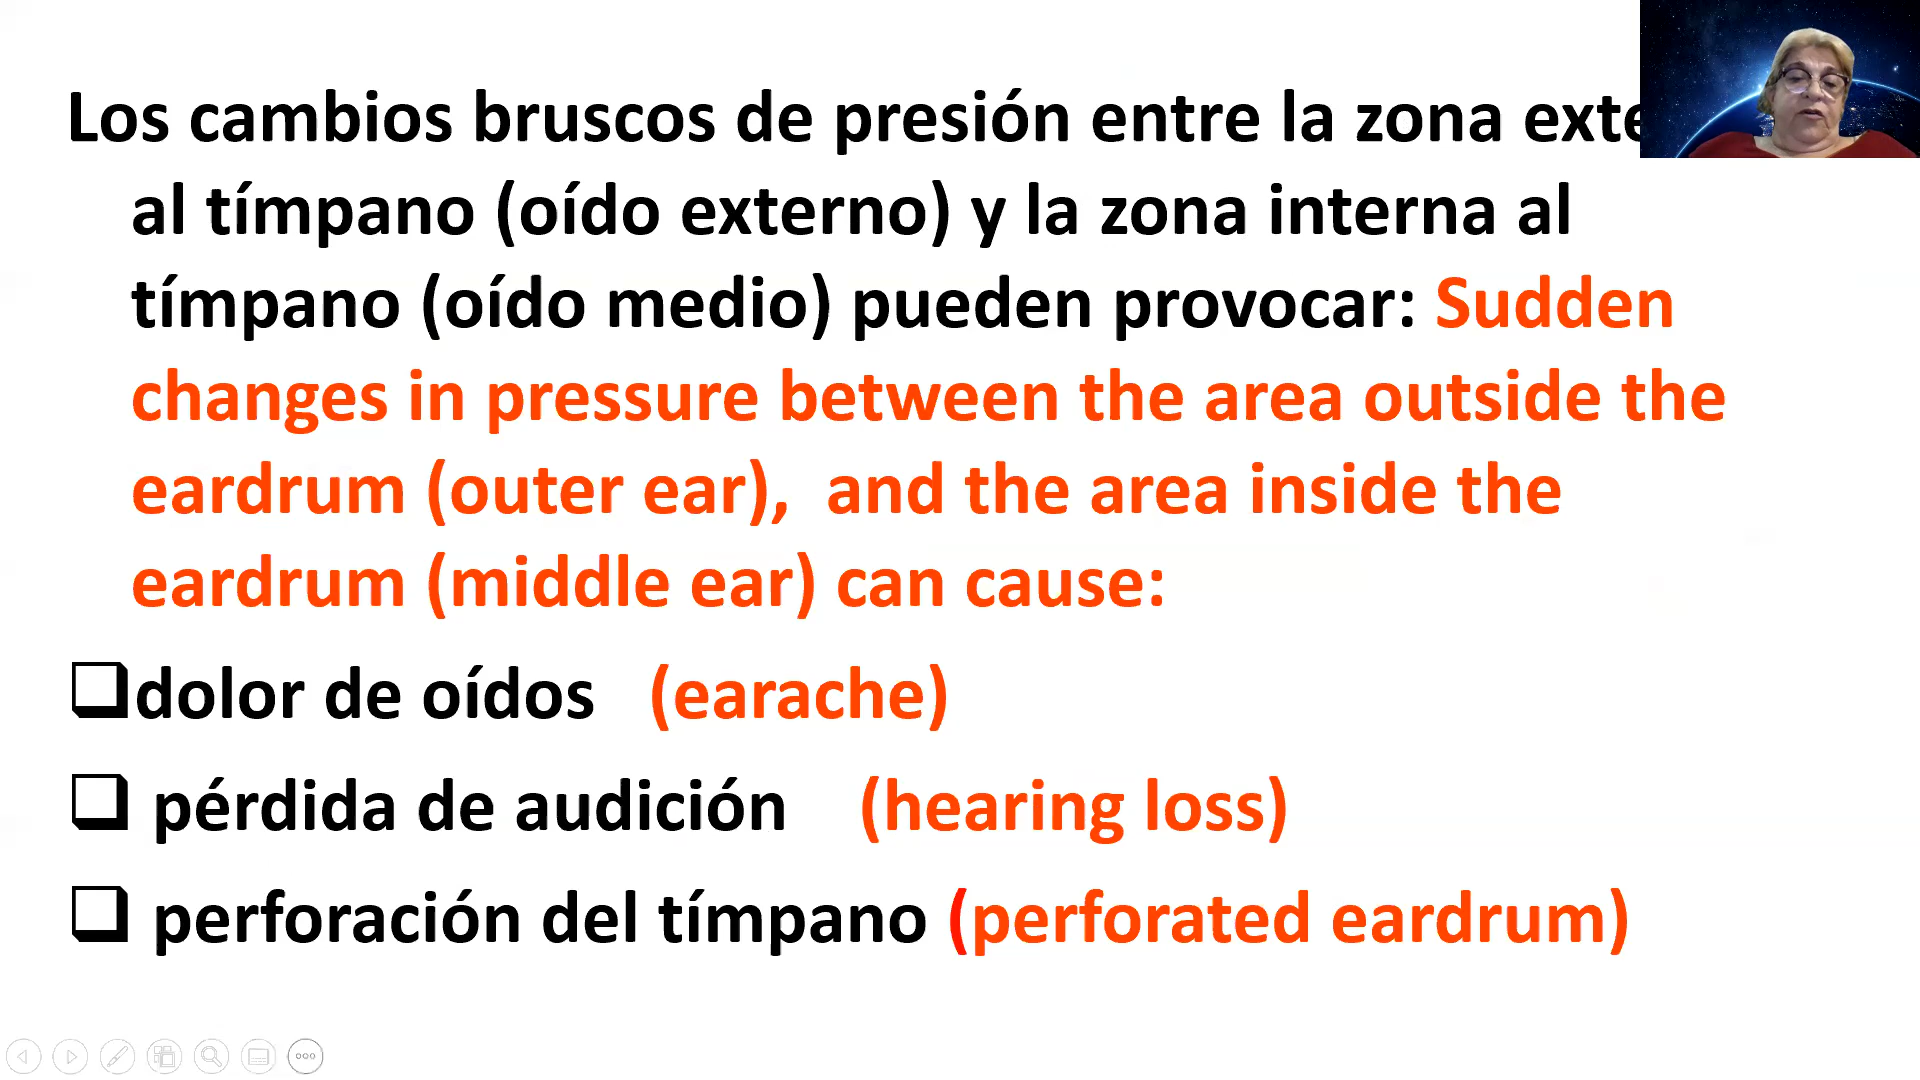 Los cambios bruscos de presión entre la zona
al tímpano (oído externo) y la zona interna al
tímpano (oído medio) pueden provocar: Sudden
changes in pressure between the area outside the
eardrum (outer ear),  and the area inside the
eardrum (middle ear) can cause:
dolor de oídos   (earache)
pérdida de audición    (hearing loss)
perforación del tímpano (perforated eardrum)